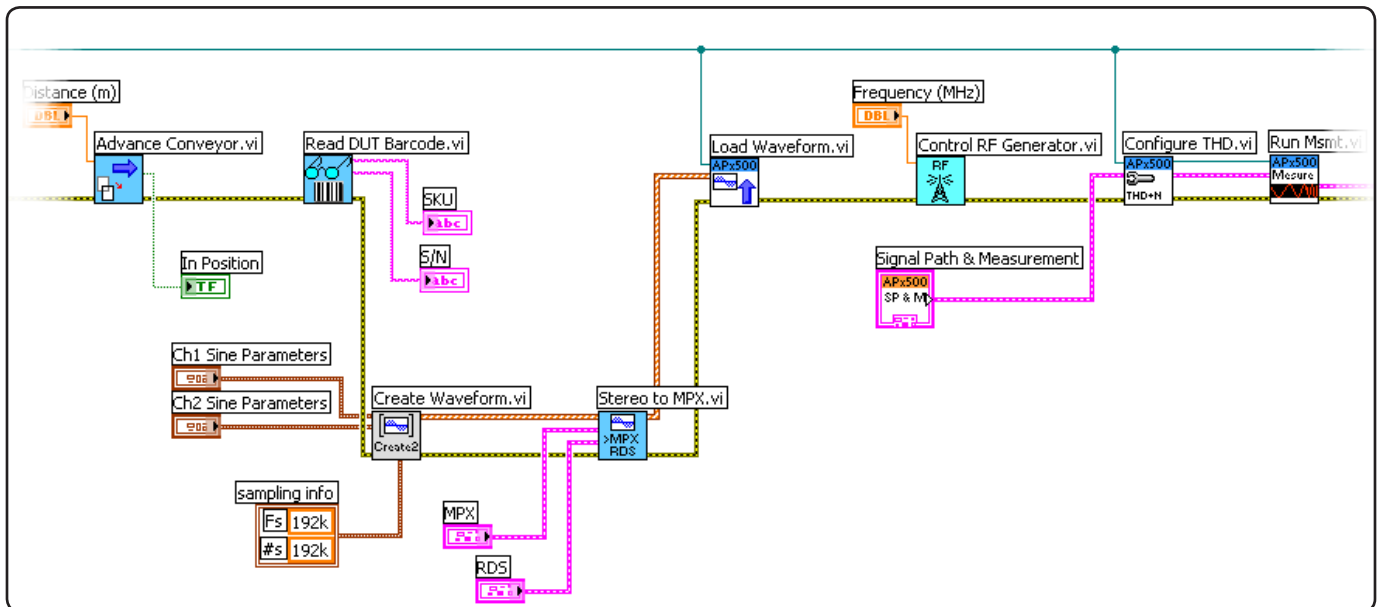 Distance (m)
DBL
Advance Conveyor.vi
Read DUT Barcode.vi
SKU
abc
S/N
abc
In Position
TF
Ch1 Sine Parameters
Ch2 Sine Parameters
Create Waveform.vi
Create2
sampling info
Fs 192k
#s 192k
Stereo to MPX.vi
>MPX
RDS
MPX
RDS
Load Waveform.vi
APx500
Frequency (MHz)
DBL
Control RF Generator.vi
RF
Signal Path & Measurement
APx500
SP & M
Configure THD.vi
APx500
THD+N
Run Msmt.vi
APx500
Mesure